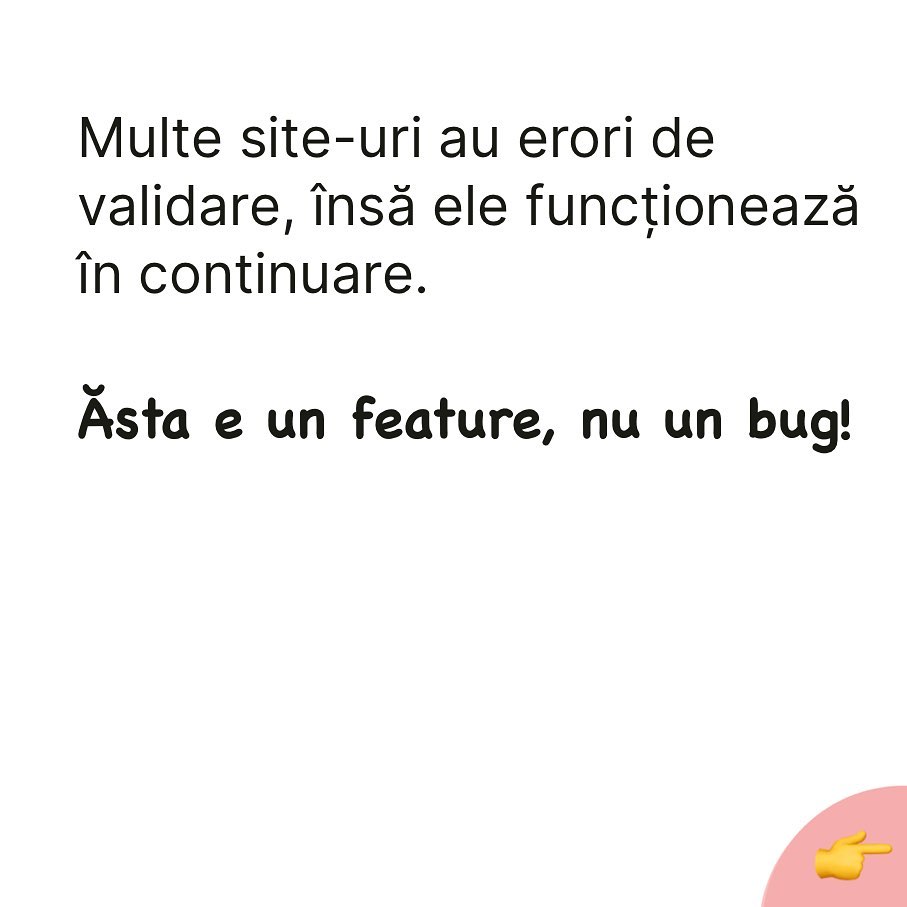 Multe site-uri au erori de
validare, însă ele funcționează
în continuare.
Ăsta e un feature, nu un bug!